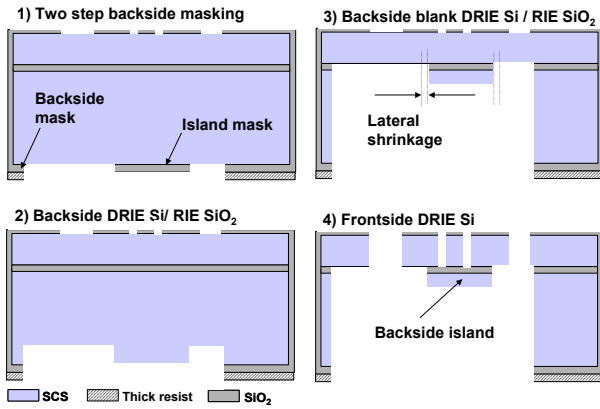 1) Two step backside masking
Backside
mask
Island mask
2) Backside DRIE Si/ RIE SiO₂
3) Backside blank DRIE Si / RIE SiO₂
Lateral
shrinkage
4) Frontside DRIE Si
Backside island
SCS
Thick resist
SiO₂